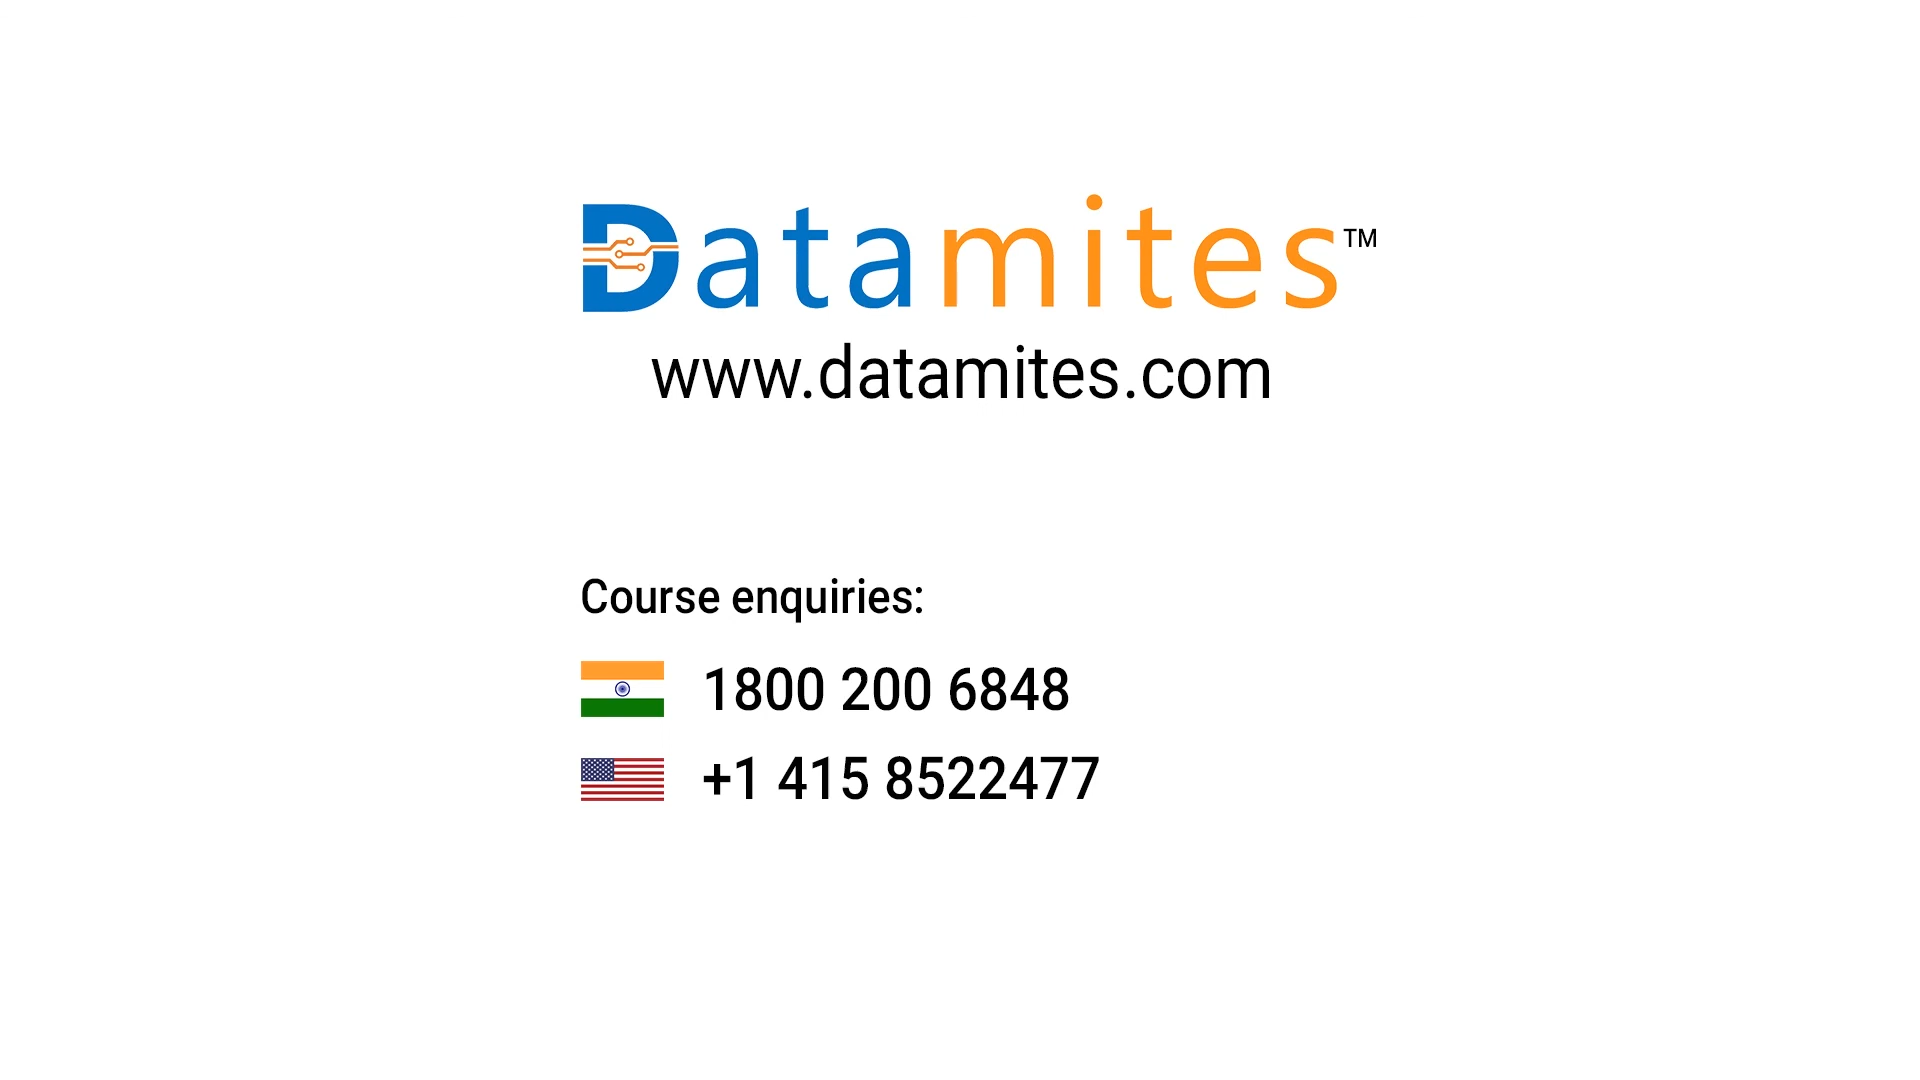 Datamites™
www.datamites.com
Course enquiries:
1800 200 6848
+1 415 8522477